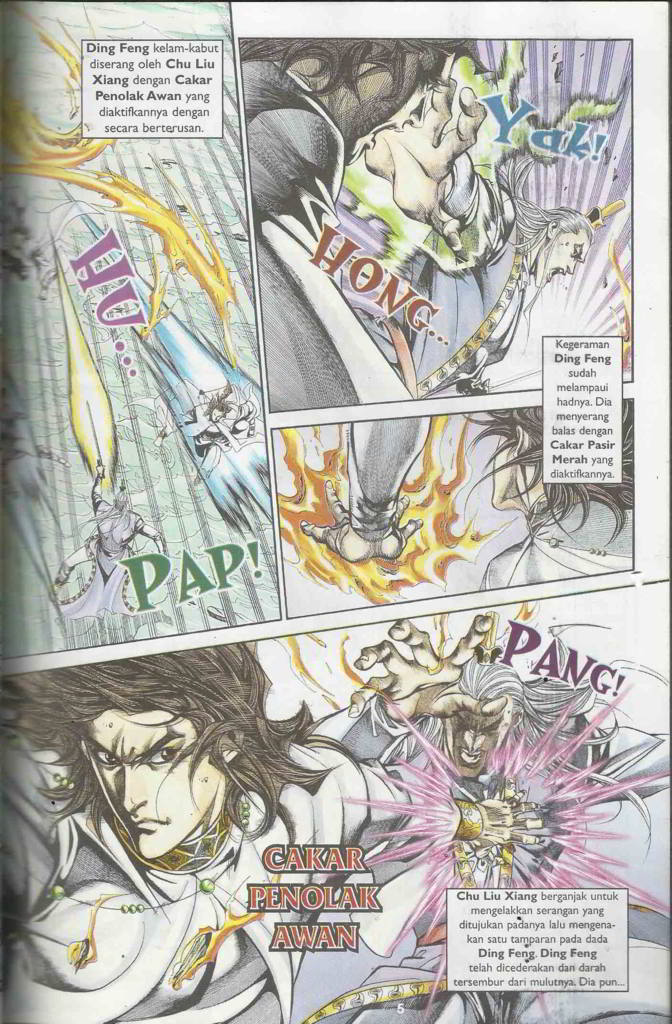 Ding Feng kelam-kabut
diserang oleh Chu Liu
Xiang dengan Cakar
Penolak Awan yang
diaktifkannya dengan
secara berterusan.
HU...
PAP!
Yak!
HONG...
Kegeraman
Ding Feng
sudah
melampaui
hadnya. Dia
menyerang
balas dengan
Cakar Pasir
Merah yang
diaktifkannya.
PANG!
CAKAR
PENOLAK
AWAN
Chu Liu Xiang berganjak untuk
mengelakkan serangan yang
ditujukan padanya lalu mengena-
kan satu tamparan pada dada
Ding Feng. Ding Feng
telah dicederakan dan darah
tersembur dari mulutnya. Dia pun...
5